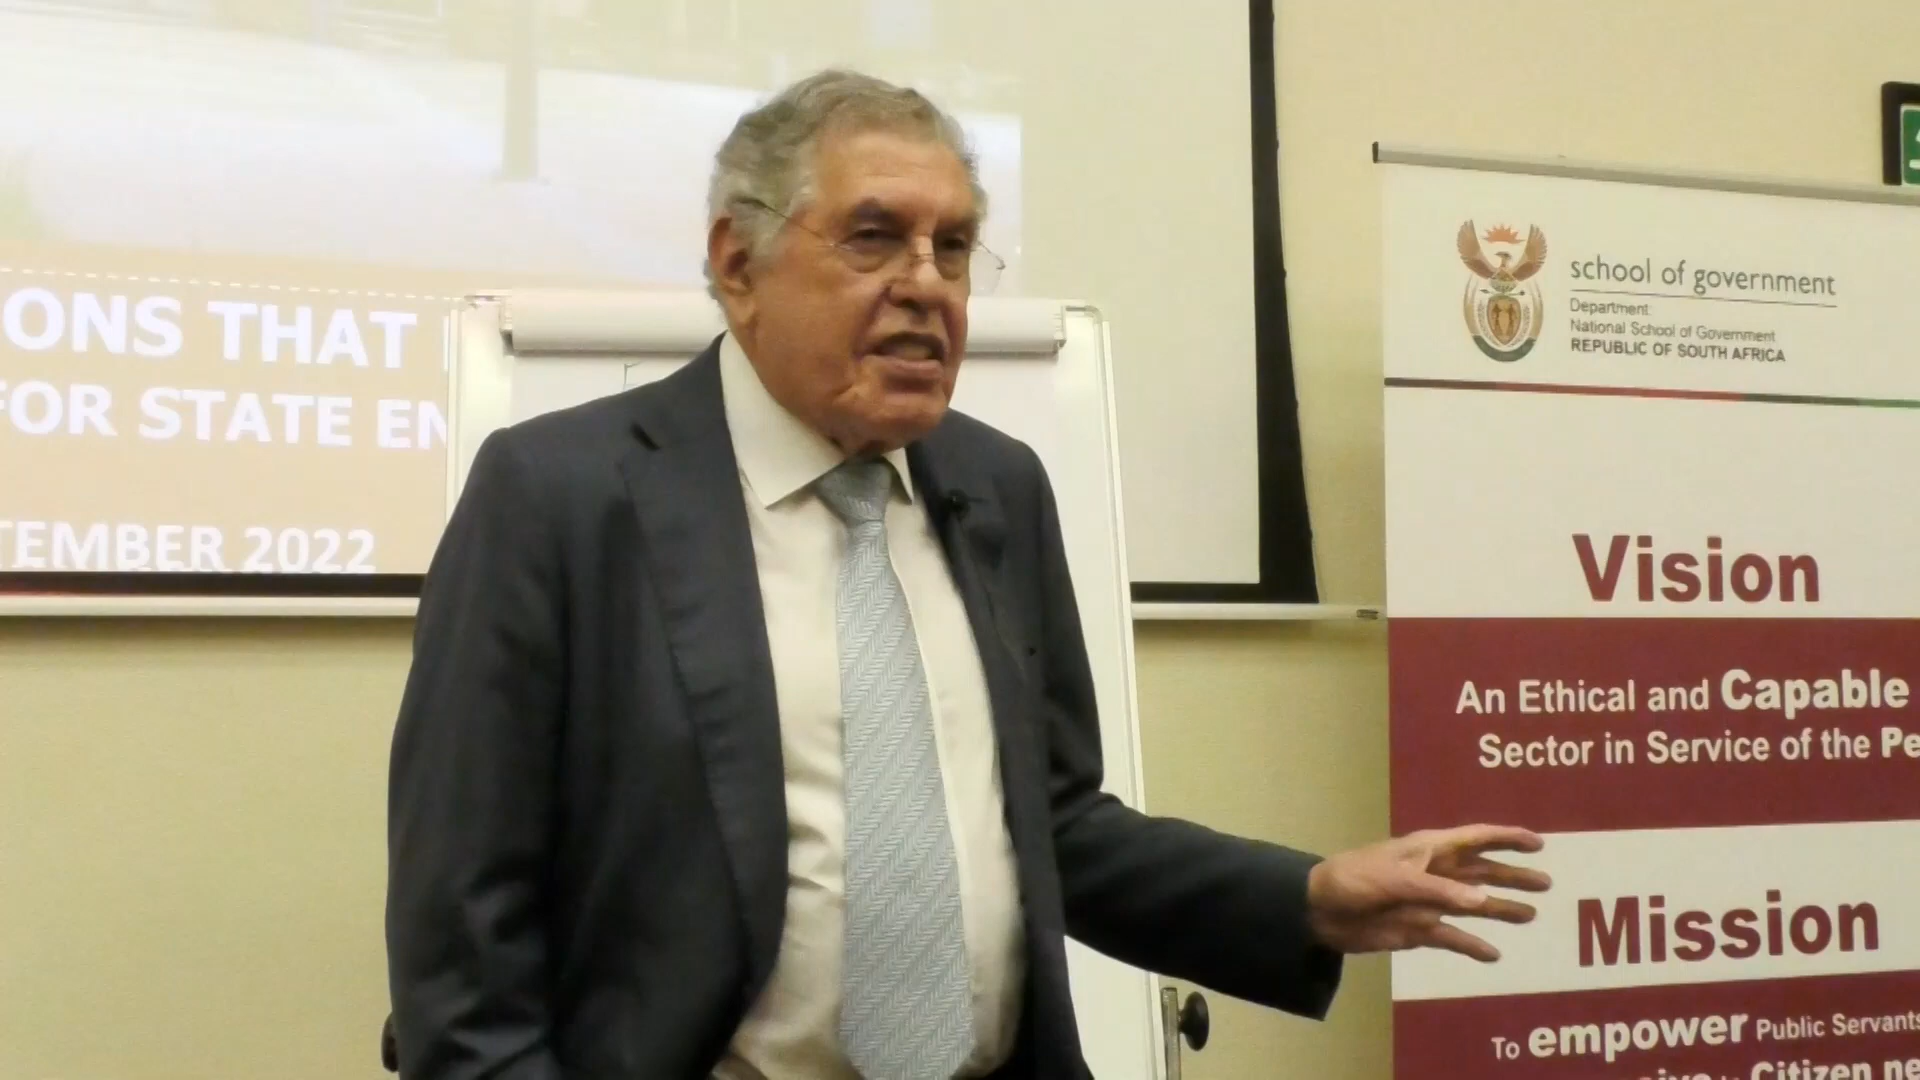 ONS THAT
FOR STATE EN
TEMBER 2022
school of government
Department:
National School of Government
REPUBLIC OF SOUTH AFRICA
Vision
An Ethical and Capable
Sector in Service of the Pe
Mission
To empower Public Servants
Citizen ne